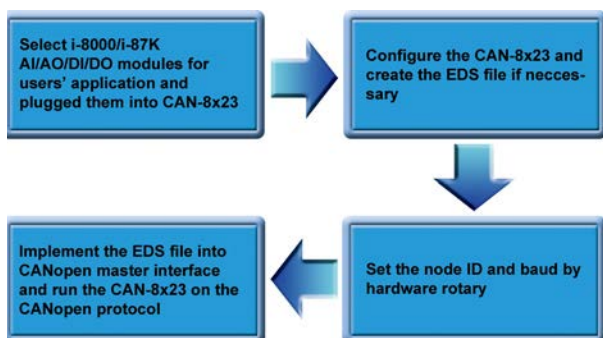 Select i-8000/i-87K
AI/AO/DI/DO modules for
users' application and
plugged them into CAN-8x23
Configure the CAN-8x23 and
create the EDS file if necces-
sary
Set the node ID and baud by
hardware rotary
Implement the EDS file into
CANopen master interface
and run the CAN-8x23 on the
CANopen protocol